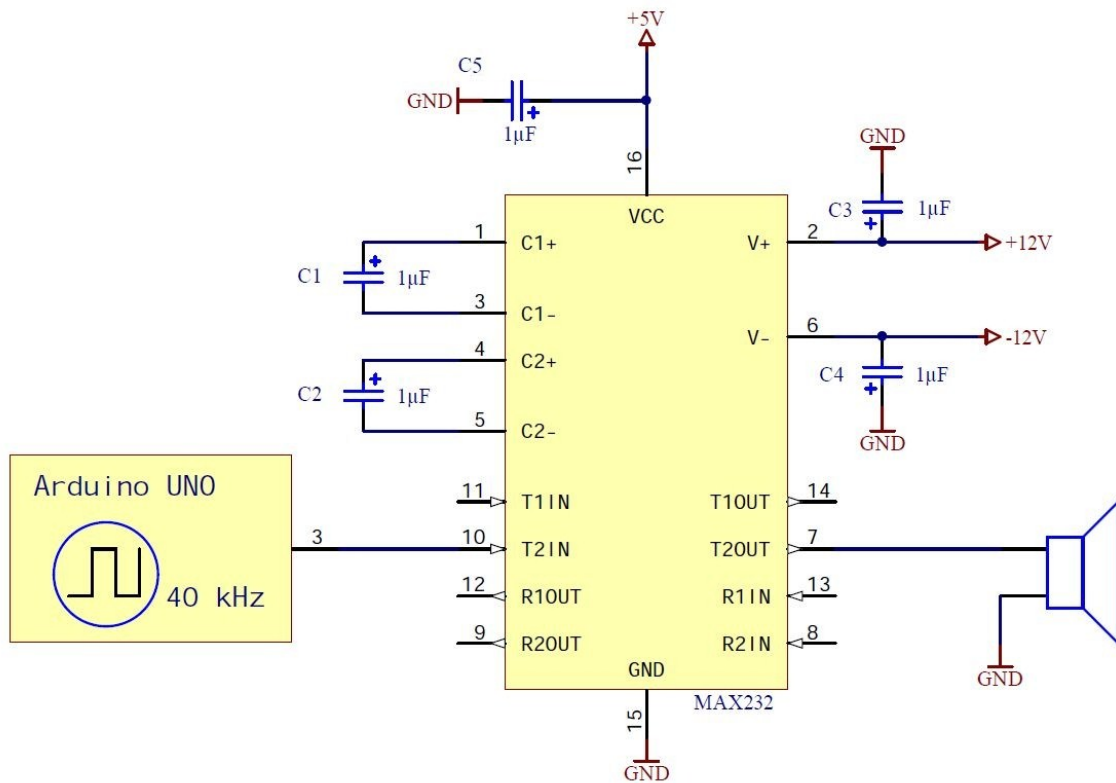 +5V
C5
GND
1µF
16
GND
C3
1µF
VCC
1
C1+
V+
2
+12V
C1
1µF
3
C1-
4
C2+
V-
6
-12V
C2
1µF
C4
1µF
5
C2-
GND
Arduino UNO
40 kHz
3
11
T1IN
T1OUT
14
10
T2IN
T2OUT
7
12
R1OUT
R1IN
13
9
R2OUT
R2IN
8
GND
MAX232
15
GND
GND